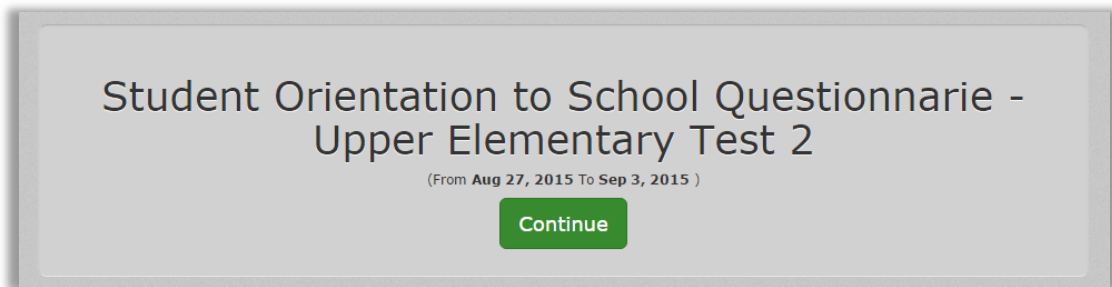 Student Orientation to School Questionnarie -
Upper Elementary Test 2
(From Aug 27, 2015 To Sep 3, 2015 )
Continue